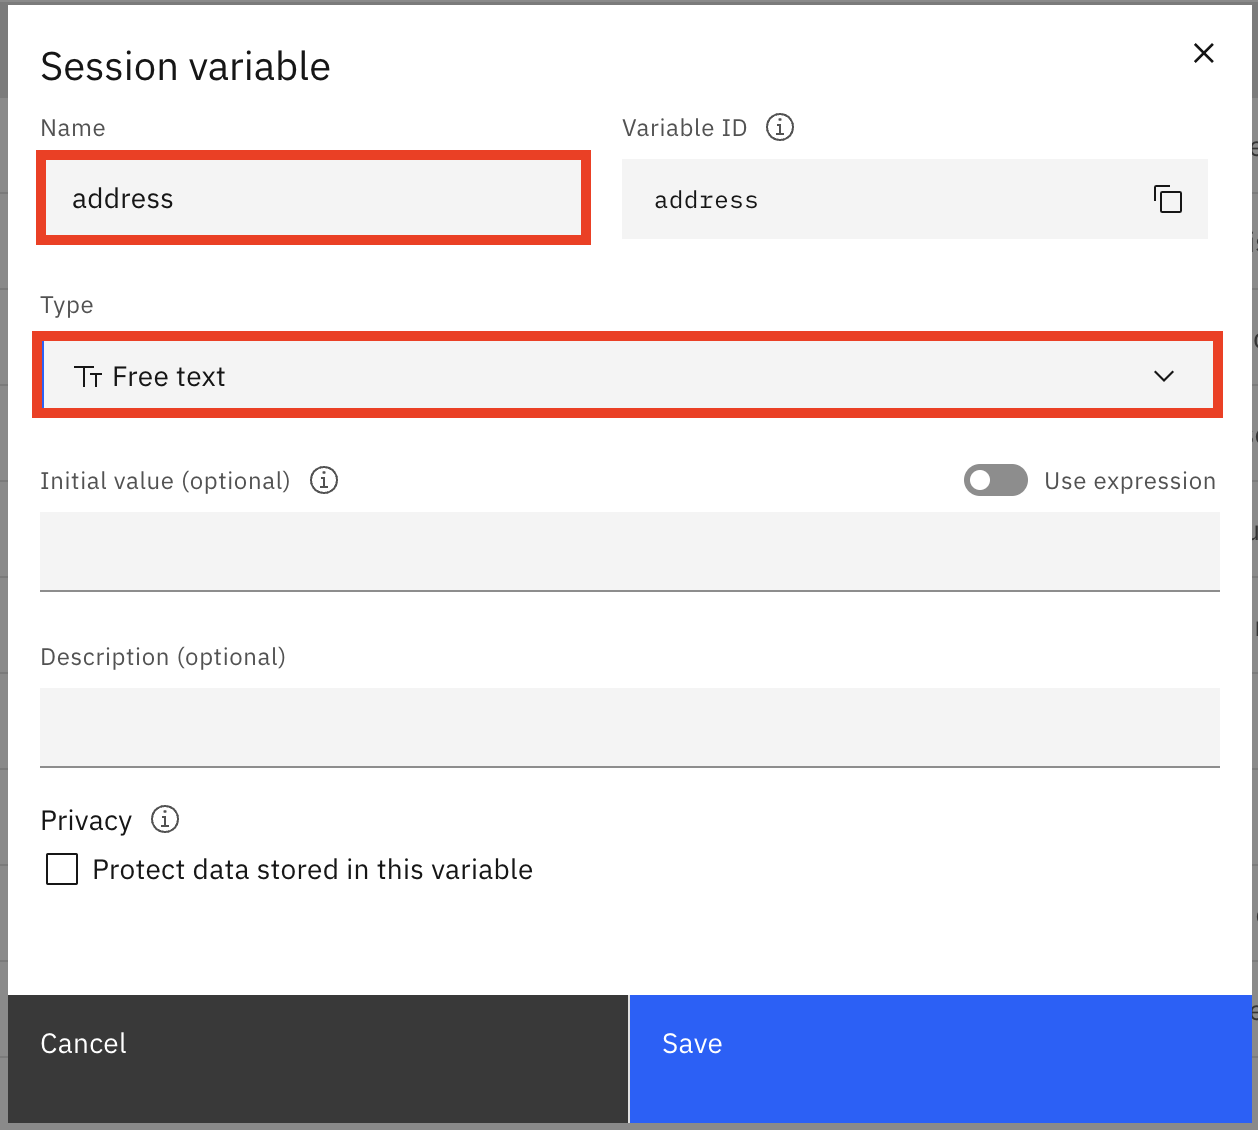 Session variable
Name
Variable ID
address
address
Type
Free text
Initial value (optional)
Use expression
Description (optional)
Privacy
Protect data stored in this variable
Cancel
Save